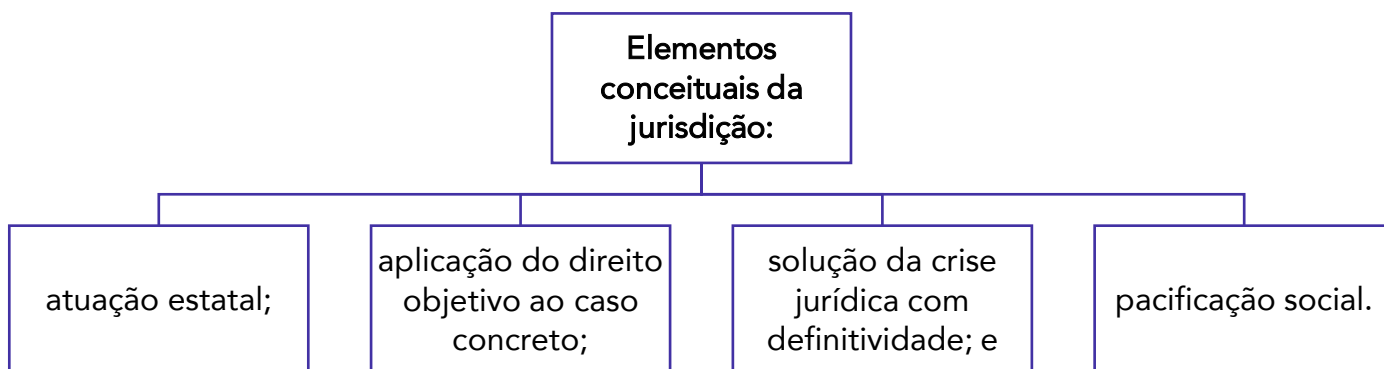 Elementos
conceituais da
jurisdição:
atuação estatal;
aplicação do direito
objetivo ao caso
concreto;
solução da crise
jurídica com
definitividade; e
pacificação social.